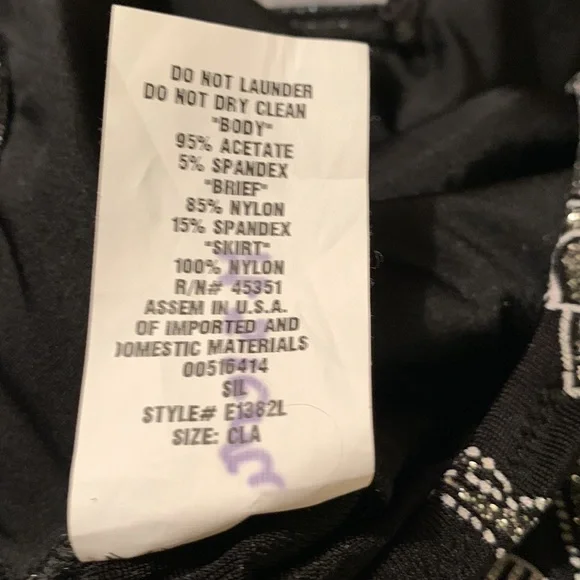 DO NOT LAUNDER
DO NOT DRY CLEAN
"BODY"
95% ACETATE
5% SPANDEX
"BRIEF"
85% NYLON
15% SPANDEX
"SKIRT"
100% NYLON
R/N# 45351
ASSEM IN U.S.A.
OF IMPORTED AND
DOMESTIC MATERIALS
00516414
SIL
STYLE# E1382L
SIZE: CLA